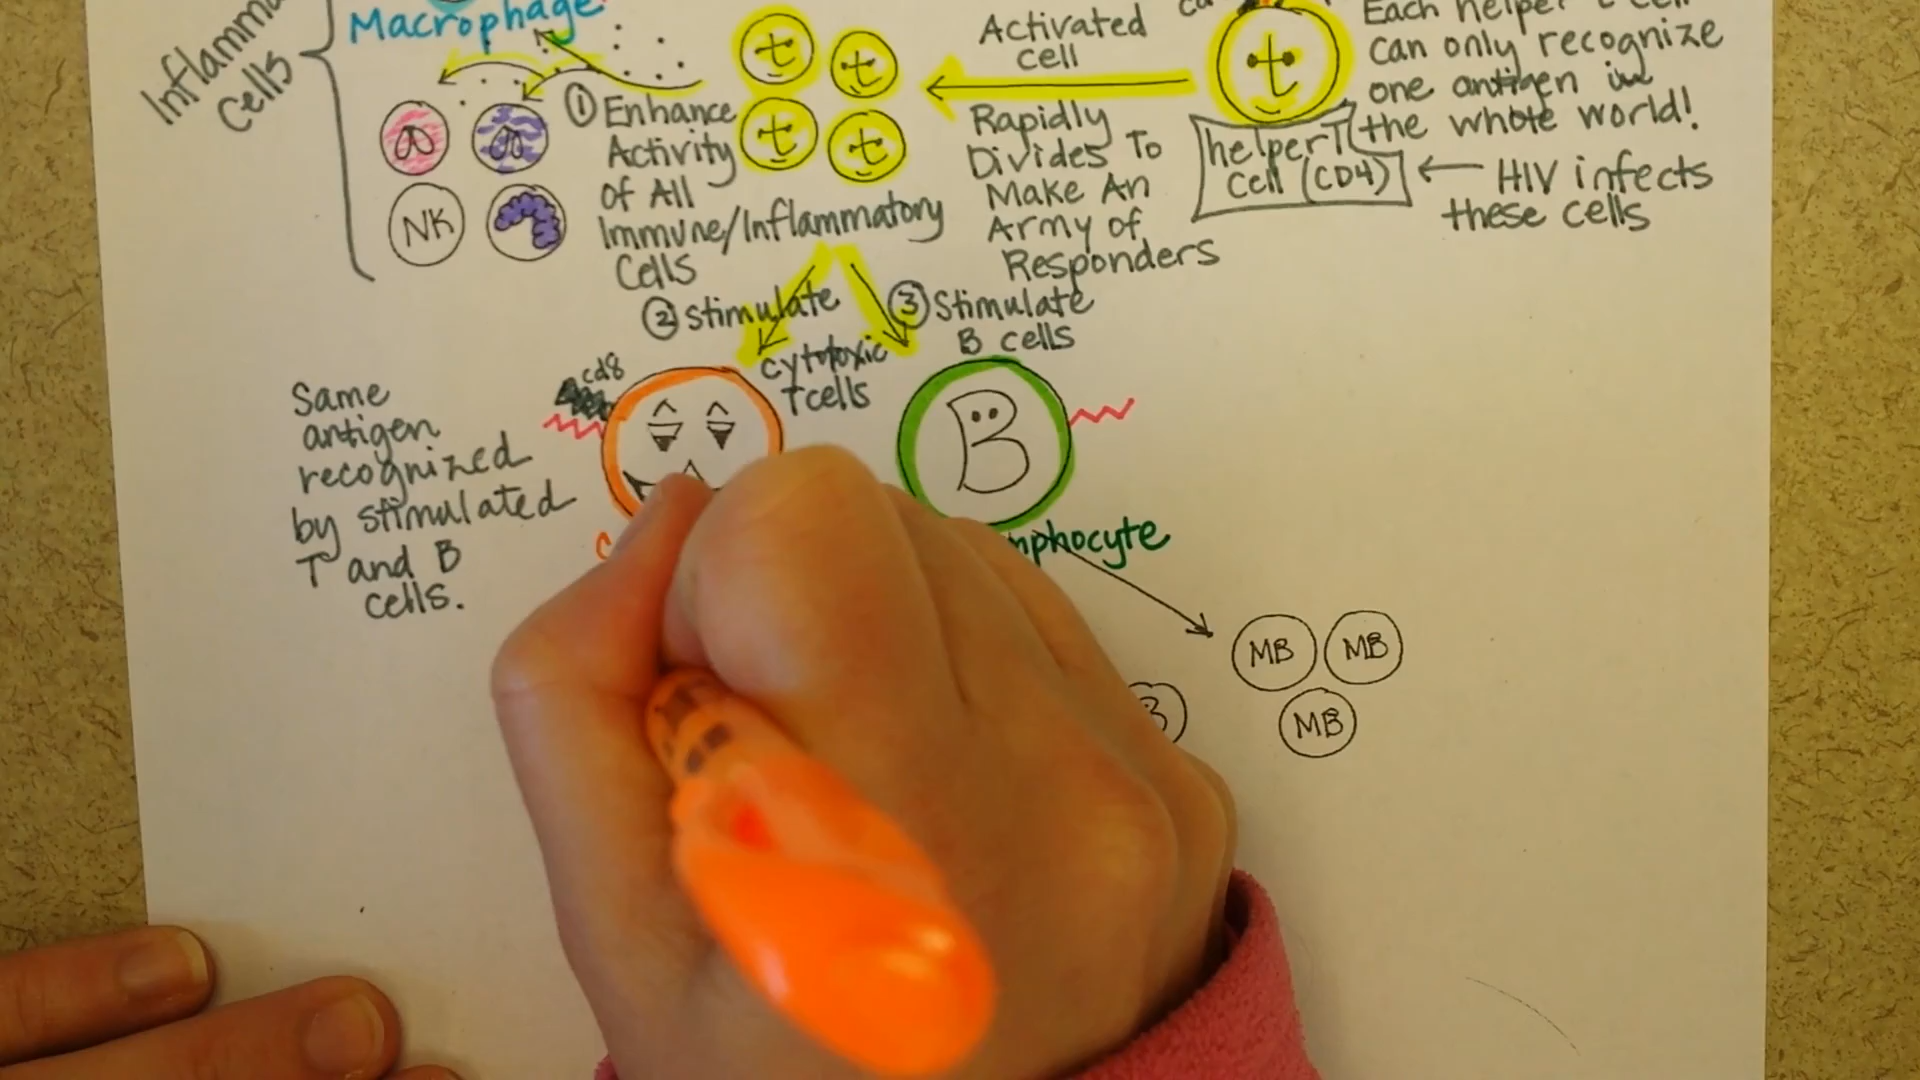 Inflamma
Cells
Macrophage
NK
① Enhance
Activity
of All
Immune/Inflammatory
Cells
t
t
t
t
Activated
cell
Rapidly
Divides To
Make An
Army of
Responders
t
helper T
cell (CD4)
Each helper t cell
can only recognize
one antigen in
the whole world!
← HIV infects
these cells
② stimulate
cytotoxic
T cells
③ Stimulate
B cells
cd8
B
Same
antigen
recognized
by stimulated
T and B
cells.
C
mphocyte
B
MB
MB
MB